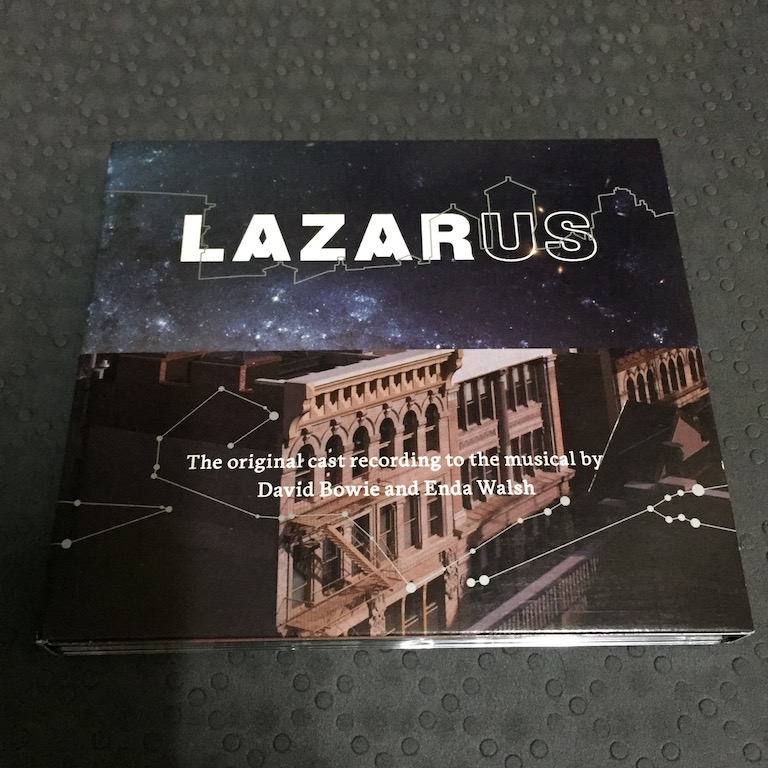 LAZARUS
The original cast recording to the musical by
David Bowie and Enda Walsh